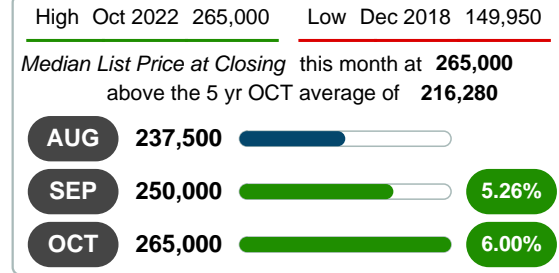 High Oct 2022 265,000 Low Dec 2018 149,950
Median List Price at Closing this month at 265,000
above the 5 yr OCT average of 216,280
AUG 237,500
SEP 250,000 5.26%
OCT 265,000 6.00%